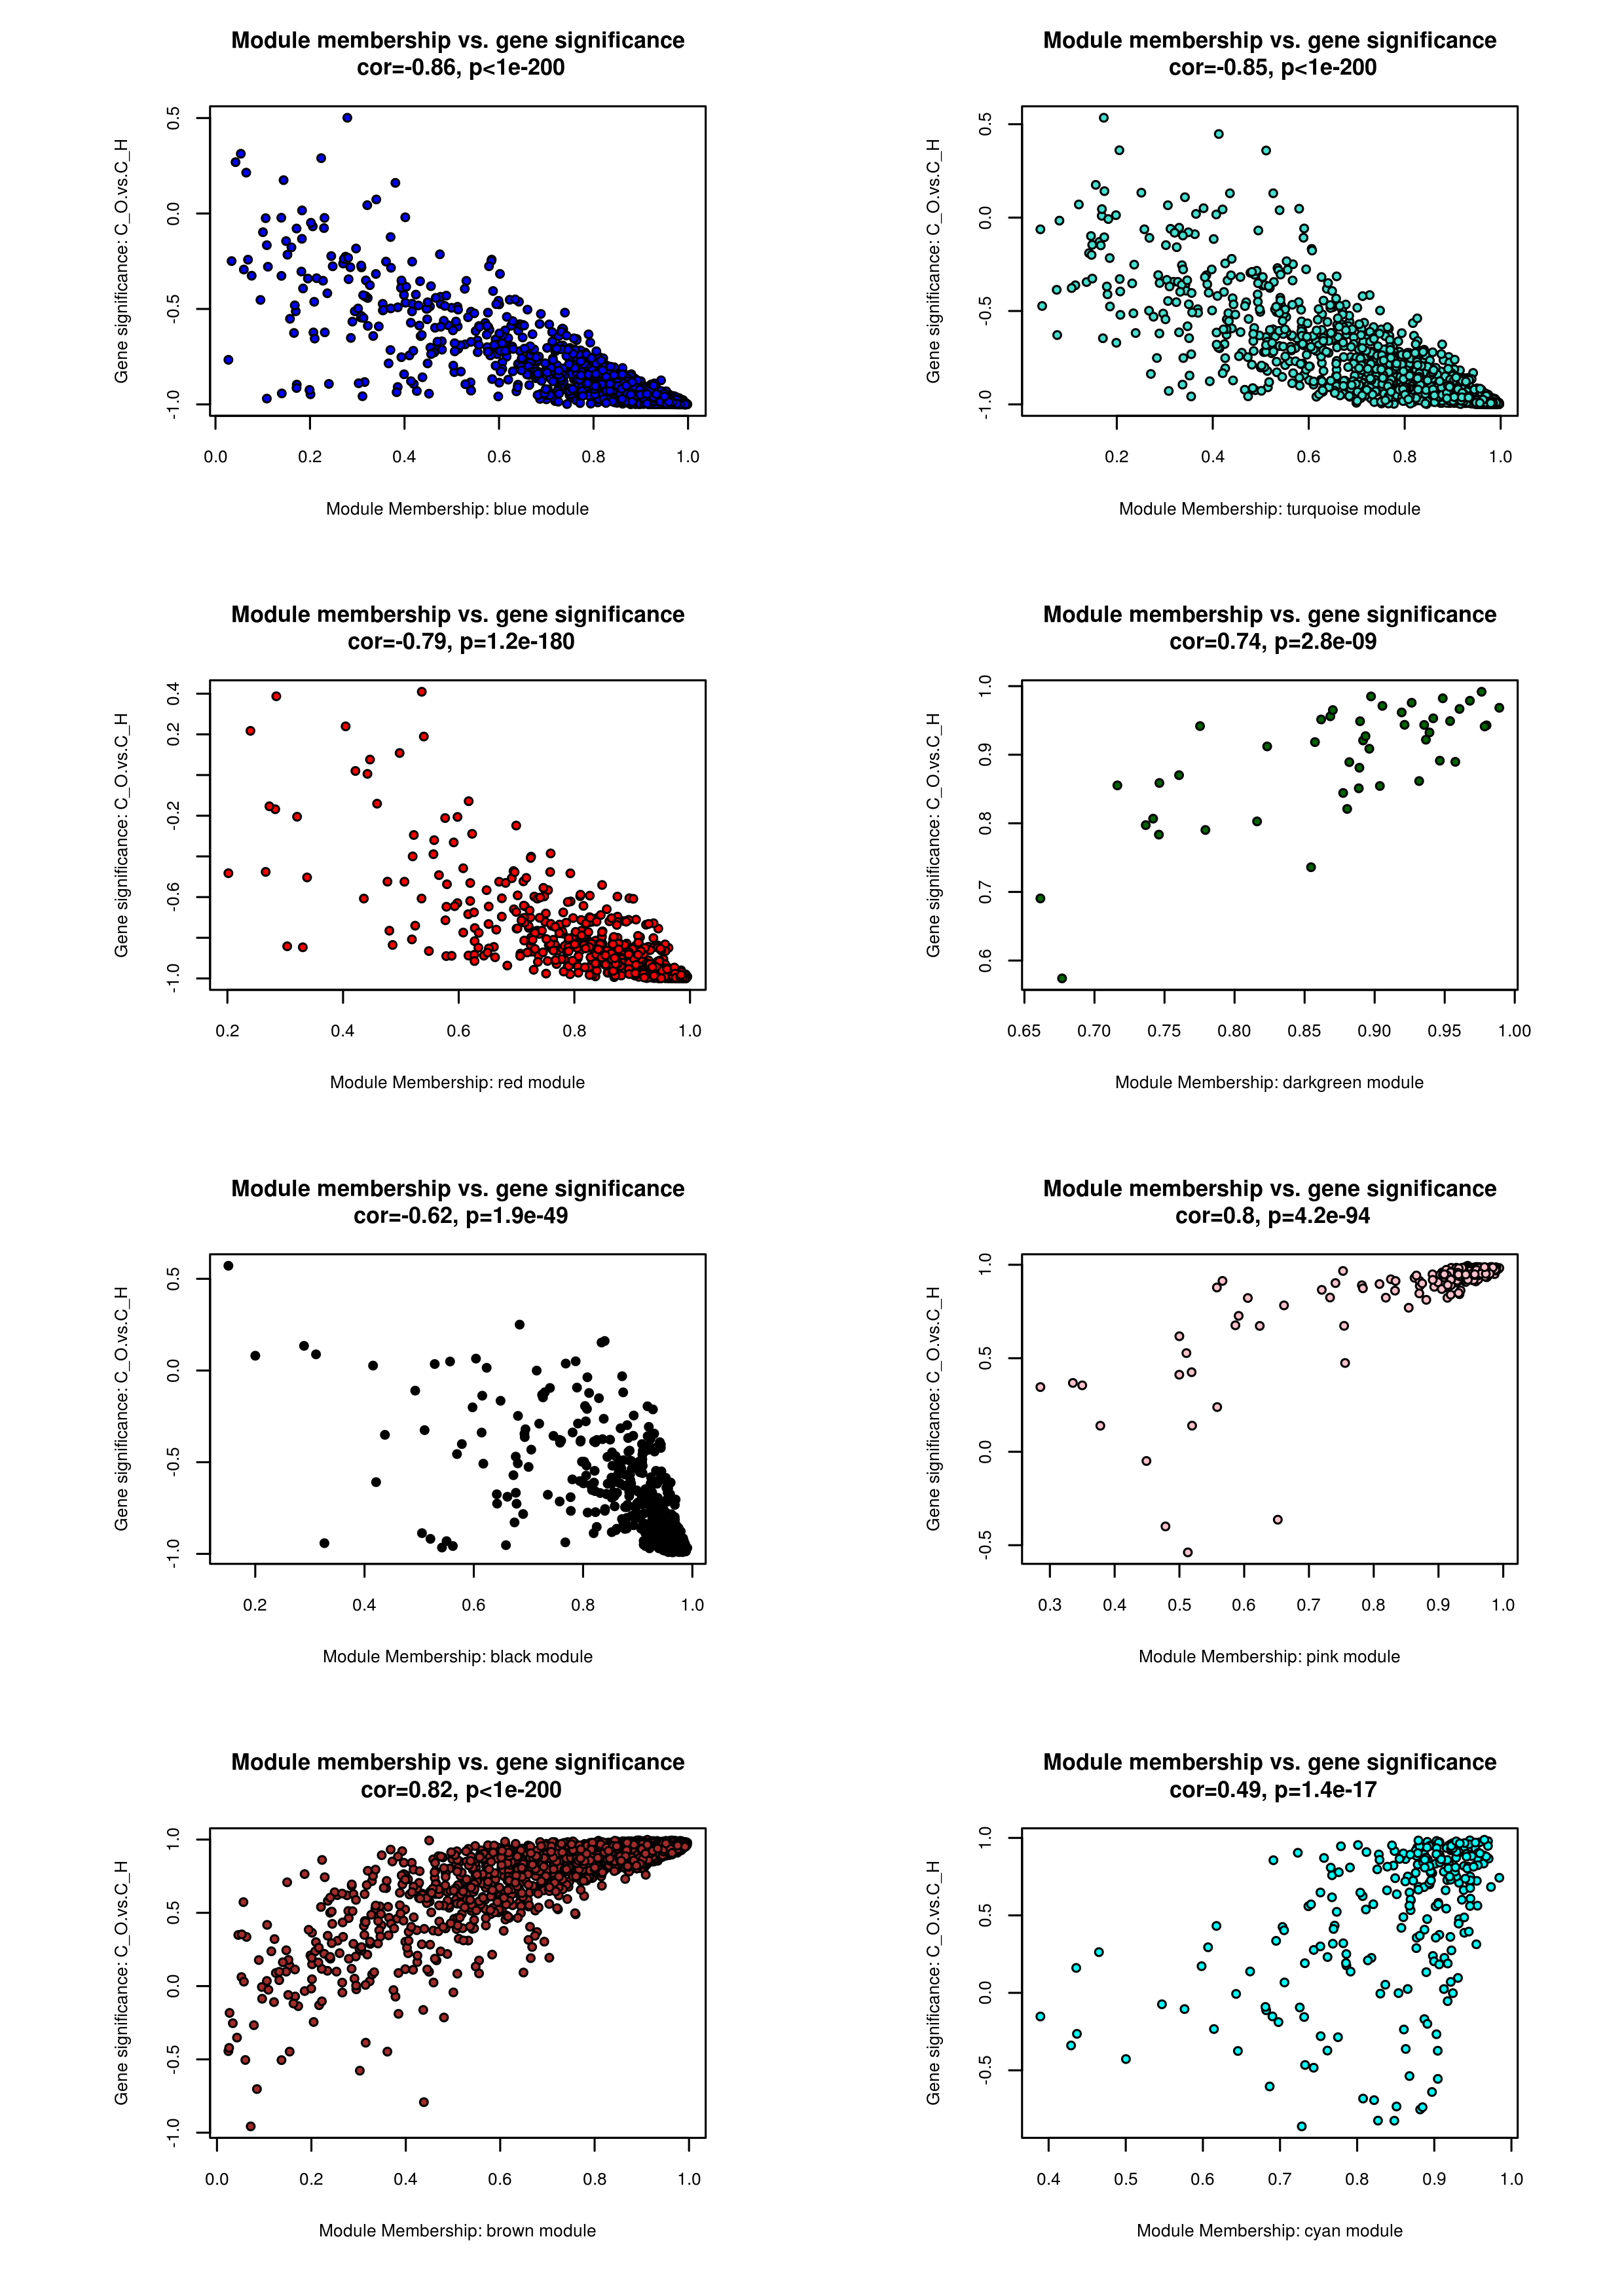 Module membership vs. gene significance
cor=-0.86, p<1e-200
Gene significance: C_O.vs.C_H
0.5
0.0
-0.5
-1.0
0.0 0.2 0.4 0.6 0.8 1.0
Module Membership: blue module
Module membership vs. gene significance
cor=-0.85, p<1e-200
Gene significance: C_O.vs.C_H
0.5
0.0
-0.5
-1.0
0.2 0.4 0.6 0.8 1.0
Module Membership: turquoise module
Module membership vs. gene significance
cor=-0.79, p=1.2e-180
Gene significance: C_O.vs.C_H
0.4
0.2
-0.2
-0.6
-1.0
0.2 0.4 0.6 0.8 1.0
Module Membership: red module
Module membership vs. gene significance
cor=0.74, p=2.8e-09
Gene significance: C_O.vs.C_H
1.0
0.9
0.8
0.7
0.6
0.65 0.70 0.75 0.80 0.85 0.90 0.95 1.00
Module Membership: darkgreen module
Module membership vs. gene significance
cor=-0.62, p=1.9e-49
Gene significance: C_O.vs.C_H
0.5
0.0
-0.5
-1.0
0.2 0.4 0.6 0.8 1.0
Module Membership: black module
Module membership vs. gene significance
cor=0.8, p=4.2e-94
Gene significance: C_O.vs.C_H
1.0
0.5
0.0
-0.5
0.3 0.4 0.5 0.6 0.7 0.8 0.9 1.0
Module Membership: pink module
Module membership vs. gene significance
cor=0.82, p<1e-200
Gene significance: C_O.vs.C_H
1.0
0.5
0.0
-0.5
-1.0
0.0 0.2 0.4 0.6 0.8 1.0
Module Membership: brown module
Module membership vs. gene significance
cor=0.49, p=1.4e-17
Gene significance: C_O.vs.C_H
1.0
0.5
0.0
-0.5
0.4 0.5 0.6 0.7 0.8 0.9 1.0
Module Membership: cyan module